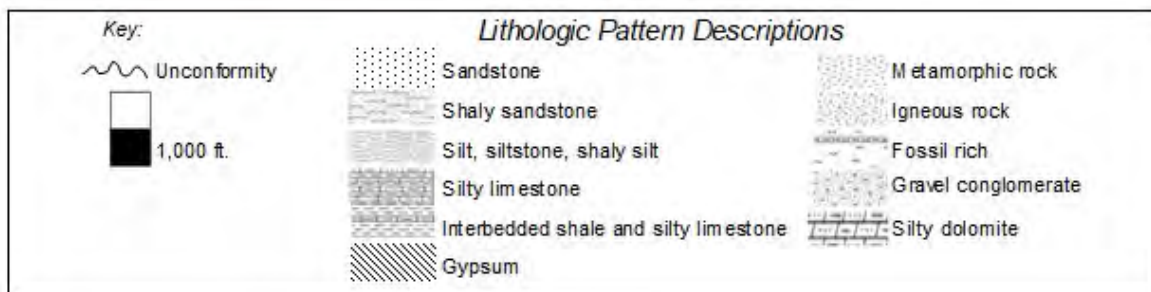 Key:
Lithologic Pattern Descriptions
Unconformity
1,000 ft.
Sandstone
Shaly sandstone
Silt, siltstone, shaly silt
Silty limestone
Interbedded shale and silty limestone
Gypsum
Metamorphic rock
Igneous rock
Fossil rich
Gravel conglomerate
Silty dolomite